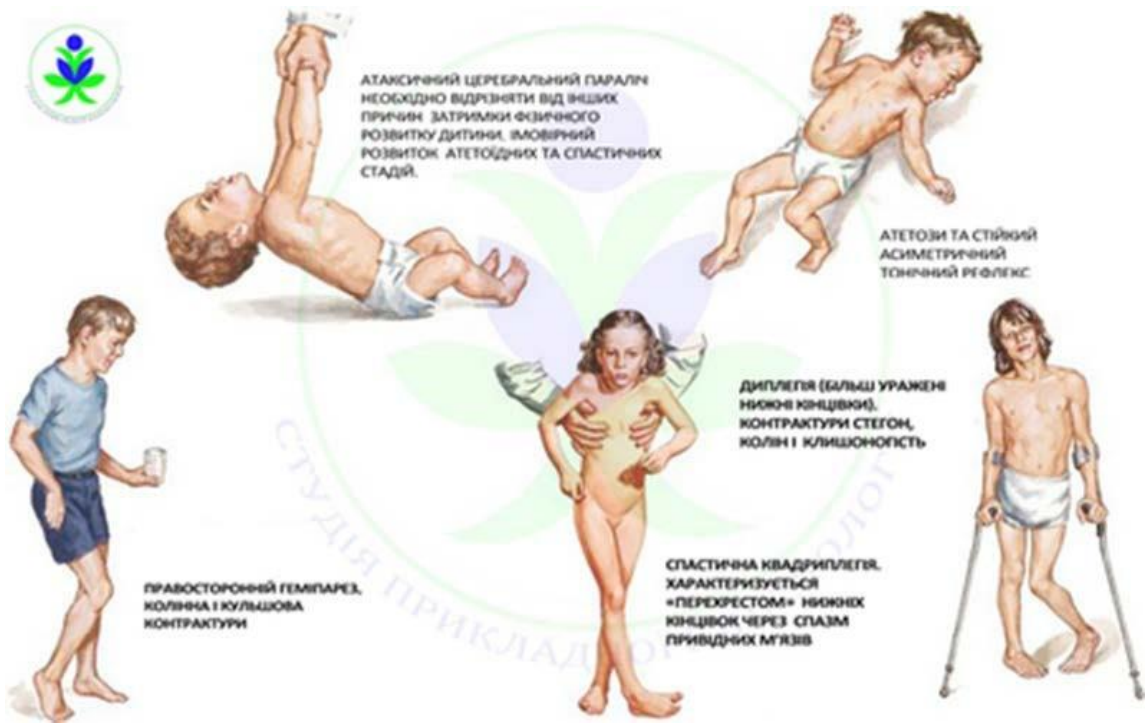 АТАКСИЧНИЙ ЦЕРЕБРАЛЬНИЙ ПАРАЛІЧ
НЕОБХІДНО ВІДРІЗНЯТИ ВІД ІНШИХ
ПРИЧИН ЗАТРИМКИ ФІЗИЧНОГО
РОЗВИТКУ ДИТИНИ. ІМОВІРНИЙ
РОЗВИТОК АТЕТОЇДНИХ ТА СПАСТИЧНИХ
СТАДІЙ.
АТЕТОЗИ ТА СТІЙКИЙ
АСИМЕТРИЧНИЙ
ТОНІЧНИЙ РЕФЛЕКС
ДИПЛЕГІЯ (БІЛЬШ УРАЖЕНІ
НИЖНІ КІНЦІВКИ).
КОНТРАКТУРИ СТЕГОН,
КОЛІН І КЛИШОНОГІСТЬ
ПРАВОСТОРОННІЙ ГЕМІПАРЕЗ.
КОЛІННА І КУЛЬШОВА
КОНТРАКТУРИ
СПАСТИЧНА КВАДРИПЛЕГІЯ.
ХАРАКТЕРИЗУЄТЬСЯ
«ПЕРЕХРЕСТОМ» НИЖНІХ
КІНЦІВОК ЧЕРЕЗ СПАЗМ
ПРИВІДНИХ М'ЯЗІВ
СТУДІЯ